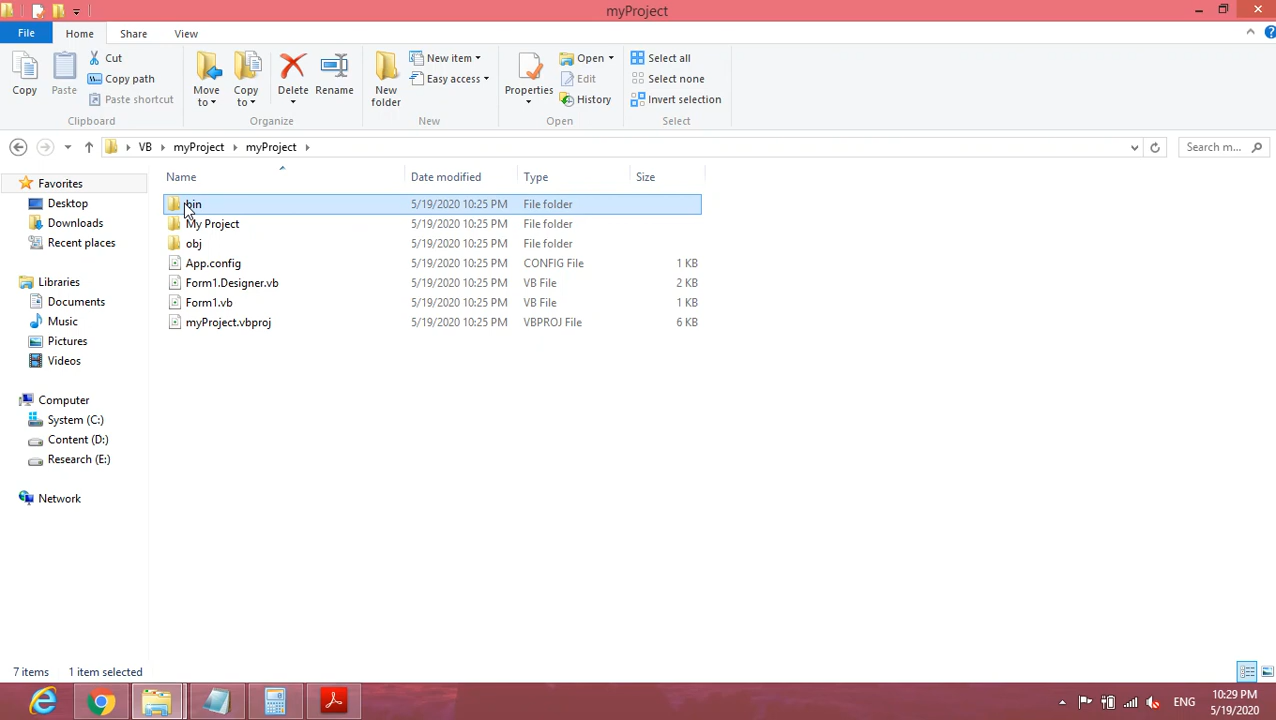 myProject
File Home Share View
Copy Paste Cut Copy path Paste shortcut Move to Copy to Delete Rename New folder New item Easy access Properties Open Edit History Select all Select none Invert selection
Clipboard Organize New Open Select
VB myProject myProject Search m...
Name Date modified Type Size
bin 5/19/2020 10:25 PM File folder
My Project 5/19/2020 10:25 PM File folder
obj 5/19/2020 10:25 PM File folder
App.config 5/19/2020 10:25 PM CONFIG File 1 KB
Form1.Designer.vb 5/19/2020 10:25 PM VB File 2 KB
Form1.vb 5/19/2020 10:25 PM VB File 1 KB
myProject.vbproj 5/19/2020 10:25 PM VBPROJ File 6 KB
Favorites
Desktop
Downloads
Recent places
Libraries
Documents
Music
Pictures
Videos
Computer
System (C:)
Content (D:)
Research (E:)
Network
7 items 1 item selected
ENG 10:29 PM
5/19/2020